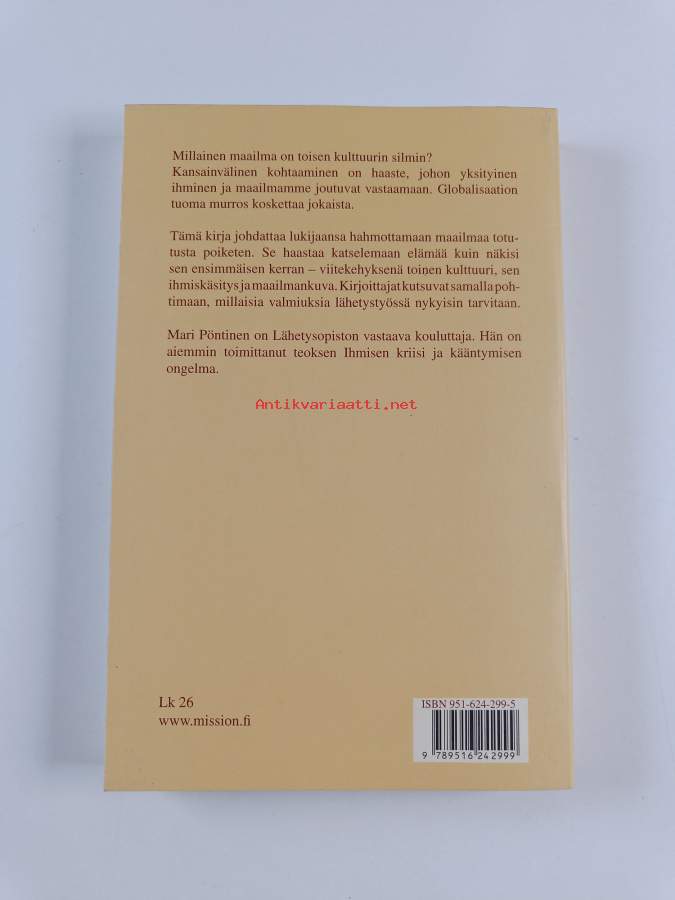 Millainen maailma on toisen kulttuurin silmin?
Kansainvälinen kohtaaminen on haaste, johon yksityinen
ihminen ja maailmamme joutuvat vastaamaan. Globalisaation
tuoma murros koskettaa jokaista.
Tämä kirja johdattaa lukijaansa hahmottamaan maailmaa totu-
tusta poiketen. Se haastaa katselemaan elämää kuin näkisi
sen ensimmäisen kerran – viitekehyksenä toinen kulttuuri, sen
ihmiskäsitys ja maailmankuva. Kirjoittajat kutsuvat samalla poh-
timaan, millaisia valmiuksia lähetystyössä nykyisin tarvitaan.
Mari Pöntinen on Lähetysopiston vastaava kouluttaja. Hän on
aiemmin toimittanut teoksen Ihmisen kriisi ja kääntymisen
ongelma.
Antikvariaatti.net
Lk 26
www.mission.fi
ISBN 951-624-299-5
9 789516 242999